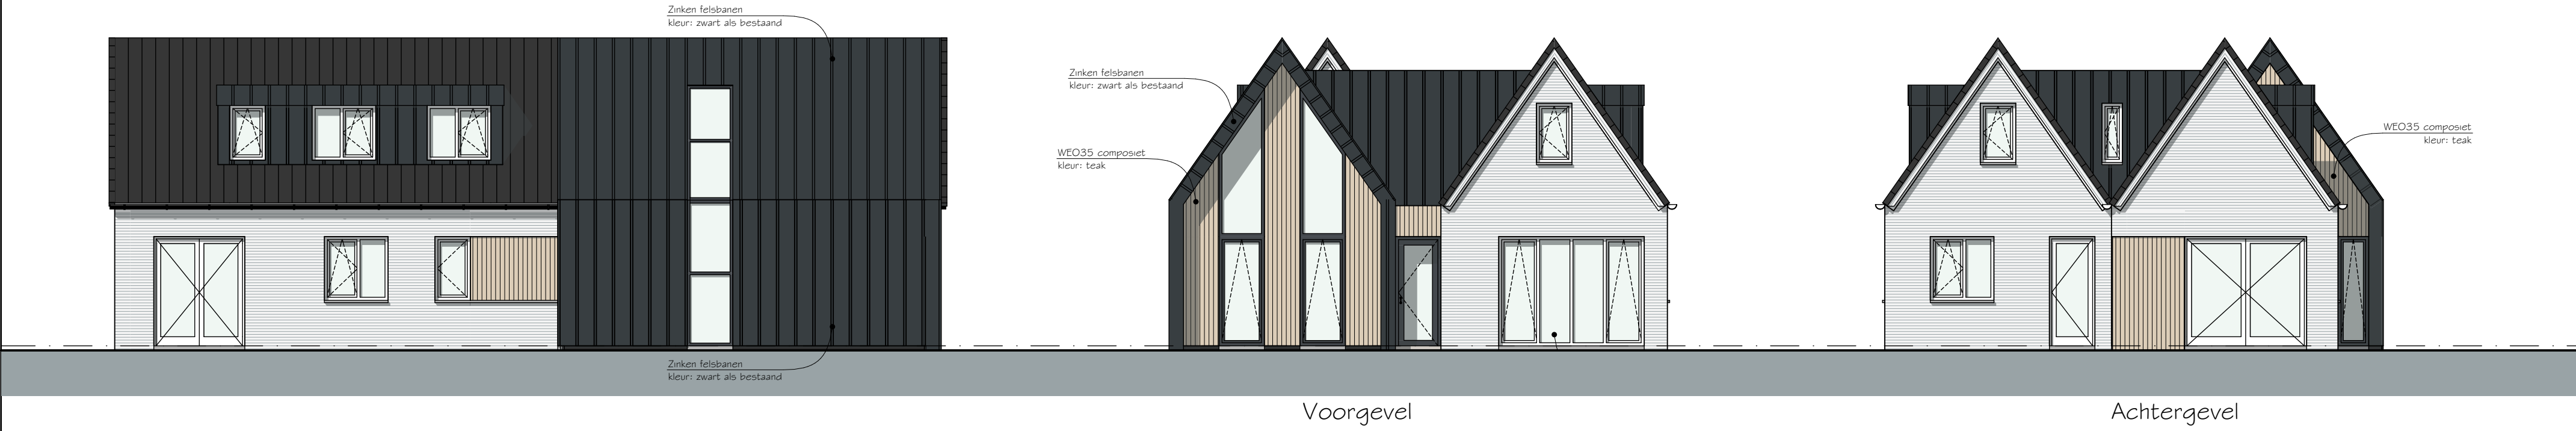 Zinken felsbanen
kleur: zwart als bestaand
Zinken felsbanen
kleur: zwart als bestaand
Zinken felsbanen
kleur: zwart als bestaand
WEO35 composiet
kleur: teak
WEO35 composiet
kleur: teak
Voorgevel
Achtergevel